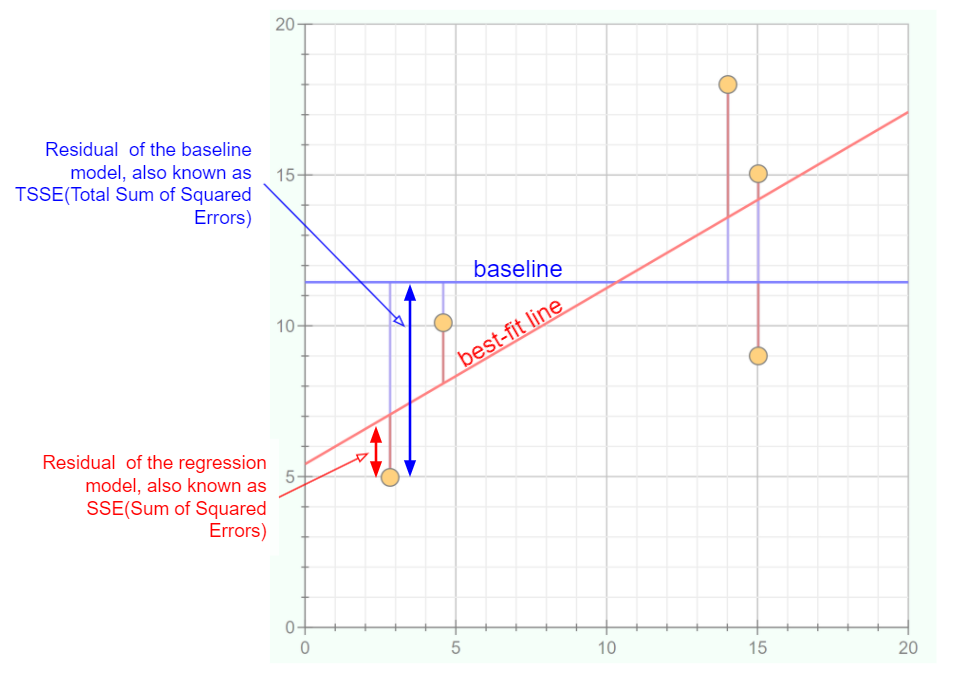 20
Residual  of the baseline
model, also known as
TSSE(Total Sum of Squared
Errors)
15
baseline
10
best-fit line
Residual  of the regression
model, also known as
SSE(Sum of Squared
Errors)
5
0
0 5 10 15 20